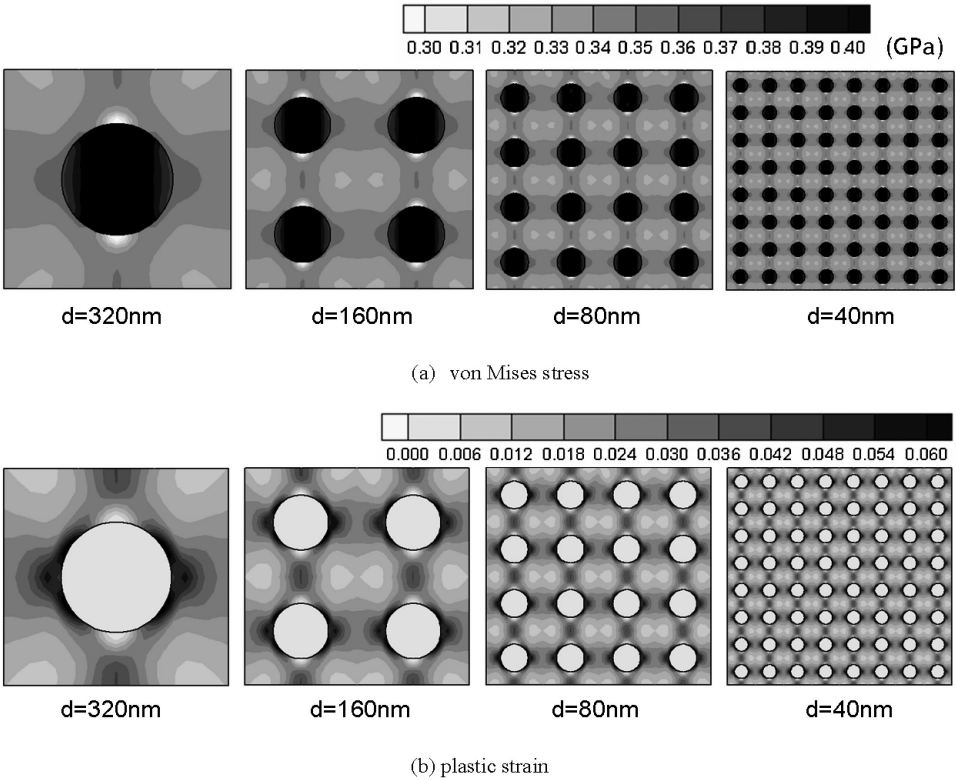 0.30 0.31 0.32 0.33 0.34 0.35 0.36 0.37 0.38 0.39 0.40 (GPa)
d=320nm d=160nm d=80nm d=40nm
(a) von Mises stress
0.000 0.006 0.012 0.018 0.024 0.030 0.036 0.042 0.048 0.054 0.060
d=320nm d=160nm d=80nm d=40nm
(b) plastic strain